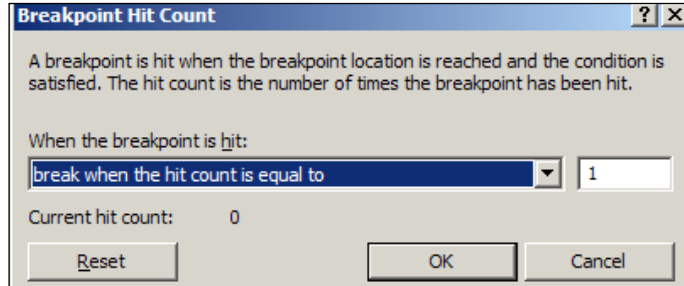 Breakpoint Hit Count
A breakpoint is hit when the breakpoint location is reached and the condition is
satisfied. The hit count is the number of times the breakpoint has been hit.
When the breakpoint is hit:
break when the hit count is equal to 1
Current hit count: 0
Reset OK Cancel